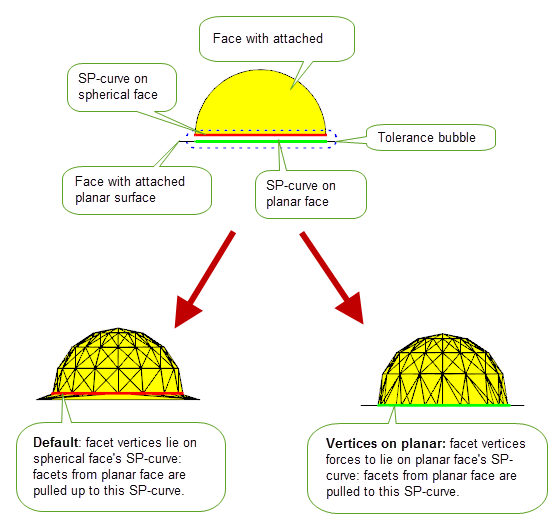 Face with attached
SP-curve on
spherical face
Tolerance bubble
Face with attached
planar surface
SP-curve on
planar face
Default: facet vertices lie on
spherical face's SP-curve:
facets from planar face are
pulled up to this SP-curve.
Vertices on planar: facet vertices
forces to lie on planar face's SP-
curve: facets from planar face are
pulled to this SP-curve.